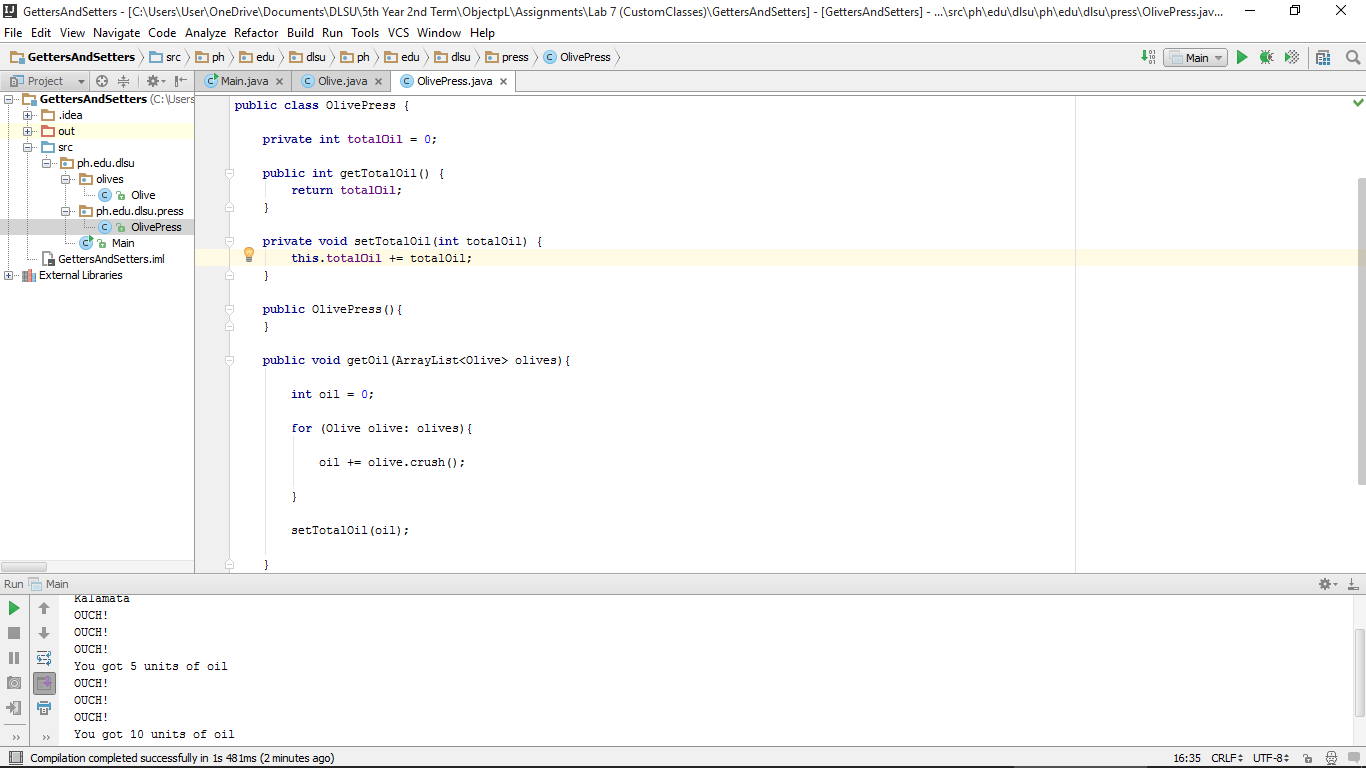 GettersAndSetters - [C:\Users\User\OneDrive\Documents\DLSU\5th Year 2nd Term\ObjectpL\Assignments\Lab 7 (CustomClasses)\GettersAndSetters] - [GettersAndSetters] - ...\src\ph\edu\dlsu\ph\edu\dlsu\press\OlivePress.java...
File Edit View Navigate Code Analyze Refactor Build Run Tools VCS Window Help
GettersAndSetters src ph edu dlsu ph edu dlsu press OlivePress Main
Project Main.java Olive.java OlivePress.java
GettersAndSetters (C:\Users
.idea
out
src
ph.edu.dlsu
olives
Olive
ph.edu.dlsu.press
OlivePress
Main
GettersAndSetters.iml
External Libraries
public class OlivePress {
private int totalOil = 0;
public int getTotalOil() {
return totalOil;
}
private void setTotalOil(int totalOil) {
this.totalOil += totalOil;
}
public OlivePress(){
}
public void getOil(ArrayList<Olive> olives){
int oil = 0;
for (Olive olive: olives){
oil += olive.crush();
}
setTotalOil(oil);
}
Run Main
Kalamata
OUCH!
OUCH!
OUCH!
You got 5 units of oil
OUCH!
OUCH!
OUCH!
You got 10 units of oil
Compilation completed successfully in 1s 481ms (2 minutes ago) 16:35 CRLF UTF-8